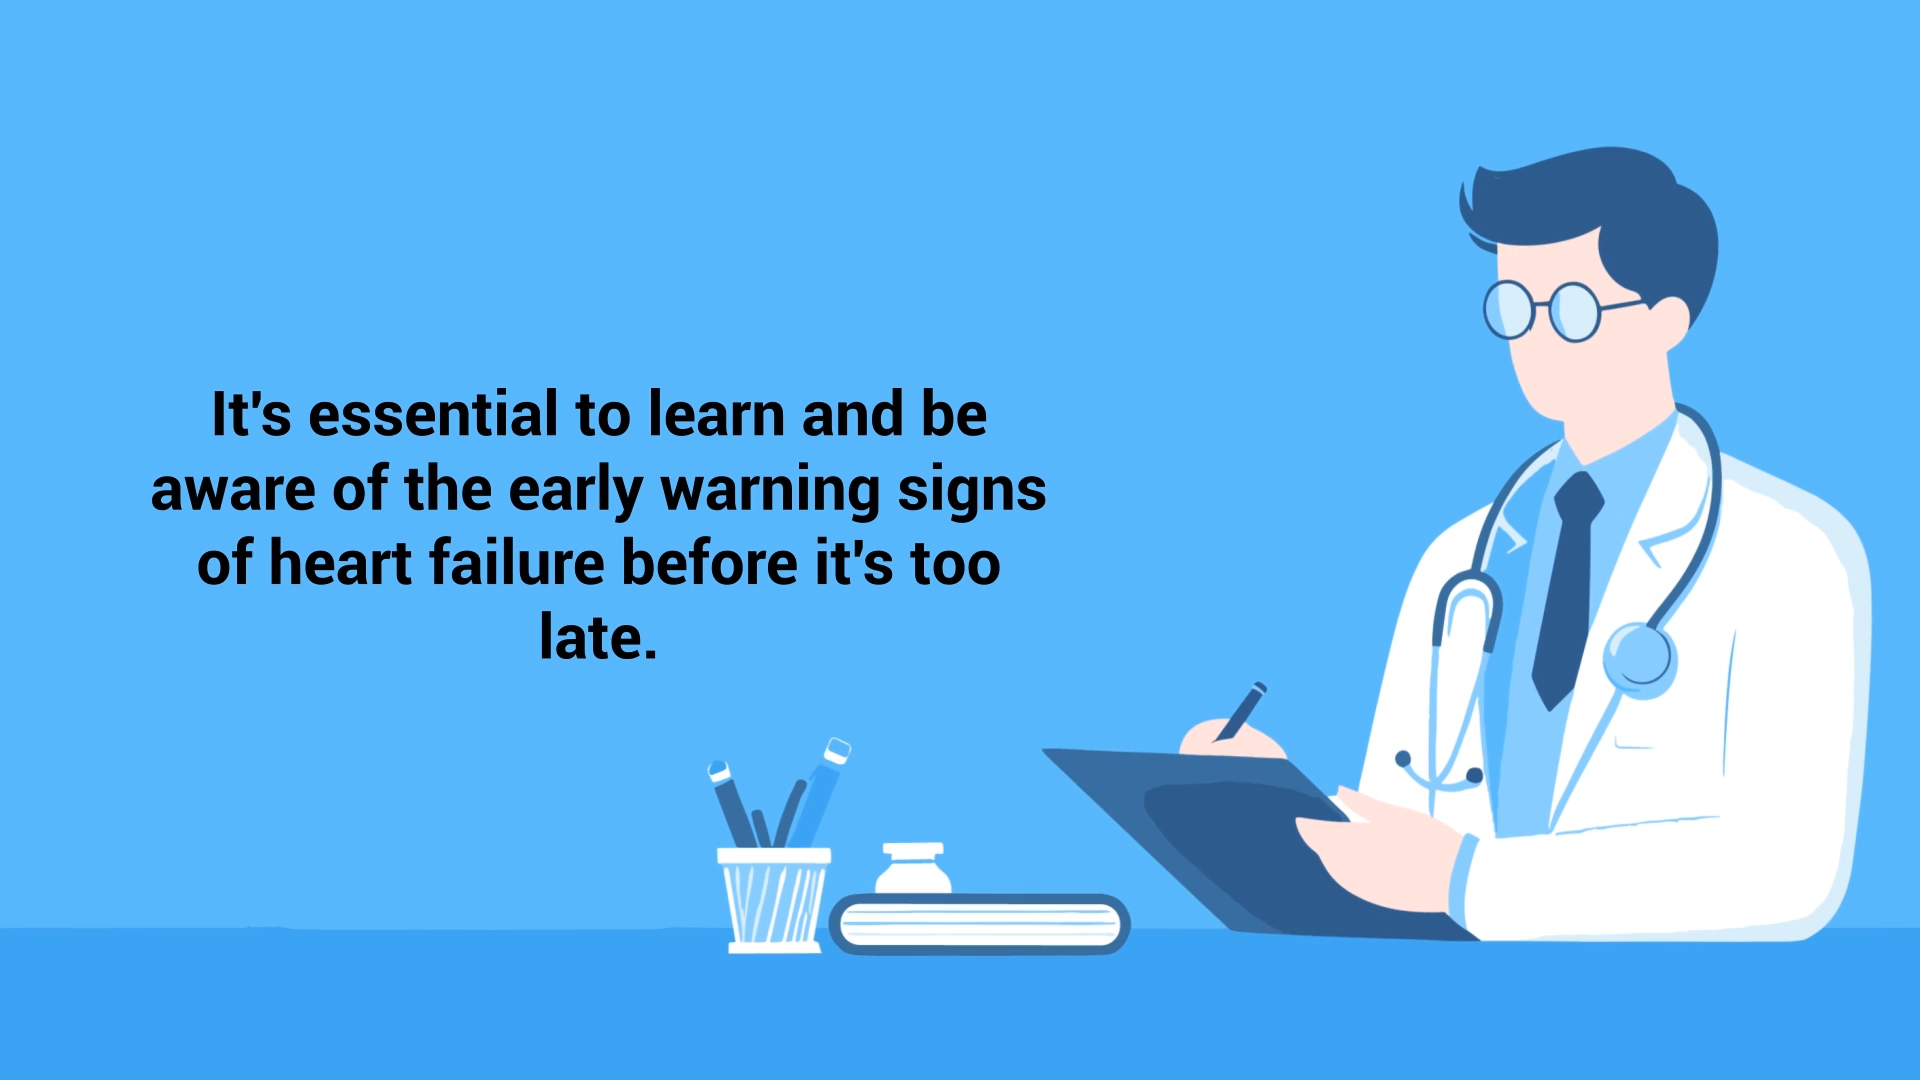 It's essential to learn and be
aware of the early warning signs
of heart failure before it's too
late.